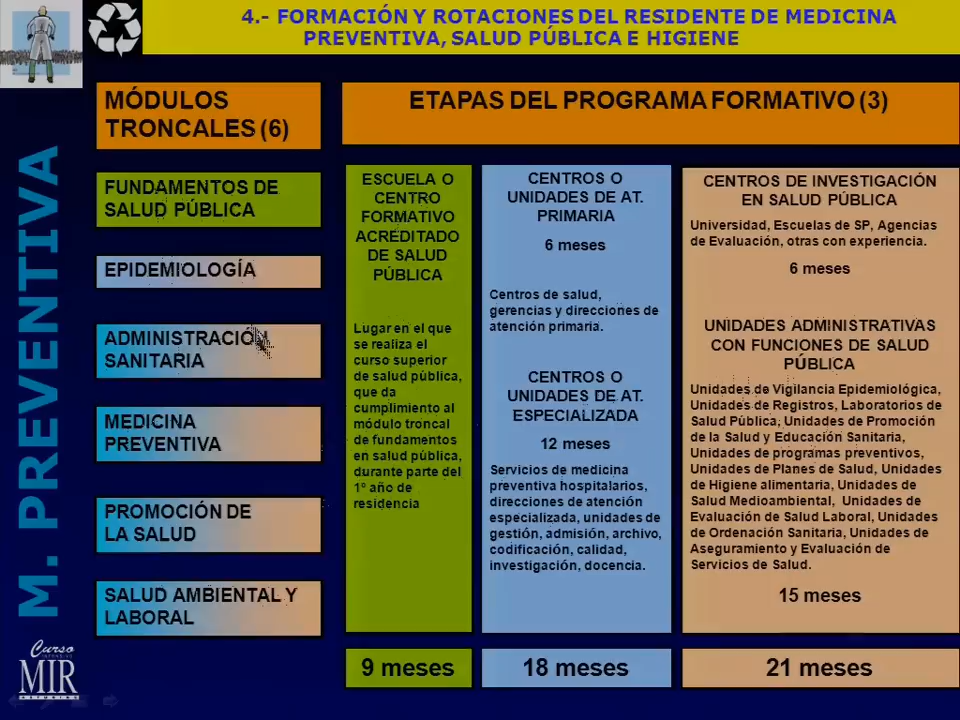 4.- FORMACIÓN Y ROTACIONES DEL RESIDENTE DE MEDICINA
PREVENTIVA, SALUD PÚBLICA E HIGIENE
M. PREVENTIVA
MÓDULOS
TRONCALES (6)
FUNDAMENTOS DE
SALUD PÚBLICA
EPIDEMIOLOGÍA
ADMINISTRACIÓN
SANITARIA
MEDICINA
PREVENTIVA
PROMOCIÓN DE
LA SALUD
SALUD AMBIENTAL Y
LABORAL
ETAPAS DEL PROGRAMA FORMATIVO (3)
ESCUELA O
CENTRO
FORMATIVO
ACREDITADO
DE SALUD
PÚBLICA
Lugar en el que
se realiza el
curso superior
de salud pública,
que da
cumplimiento al
módulo troncal
de fundamentos
en salud pública,
durante parte del
1º año de
residencia
9 meses
CENTROS O
UNIDADES DE AT.
PRIMARIA
6 meses
Centros de salud,
gerencias y direcciones de
atención primaria.
CENTROS O
UNIDADES DE AT.
ESPECIALIZADA
12 meses
Servicios de medicina
preventiva hospitalarios,
direcciones de atención
especializada, unidades de
gestión, admisión, archivo,
codificación, calidad,
investigación, docencia.
18 meses
CENTROS DE INVESTIGACIÓN
EN SALUD PÚBLICA
Universidad, Escuelas de SP, Agencias
de Evaluación, otras con experiencia.
6 meses
UNIDADES ADMINISTRATIVAS
CON FUNCIONES DE SALUD
PÚBLICA
Unidades de Vigilancia Epidemiológica,
Unidades de Registros, Laboratorios de
Salud Pública, Unidades de Promoción
de la Salud y Educación Sanitaria,
Unidades de programas preventivos,
Unidades de Planes de Salud, Unidades
de Higiene alimentaria, Unidades de
Salud Medioambiental, Unidades de
Evaluación de Salud Laboral, Unidades
de Ordenación Sanitaria, Unidades de
Aseguramiento y Evaluación de
Servicios de Salud.
15 meses
21 meses
Curso
MIR
ASTURIAS